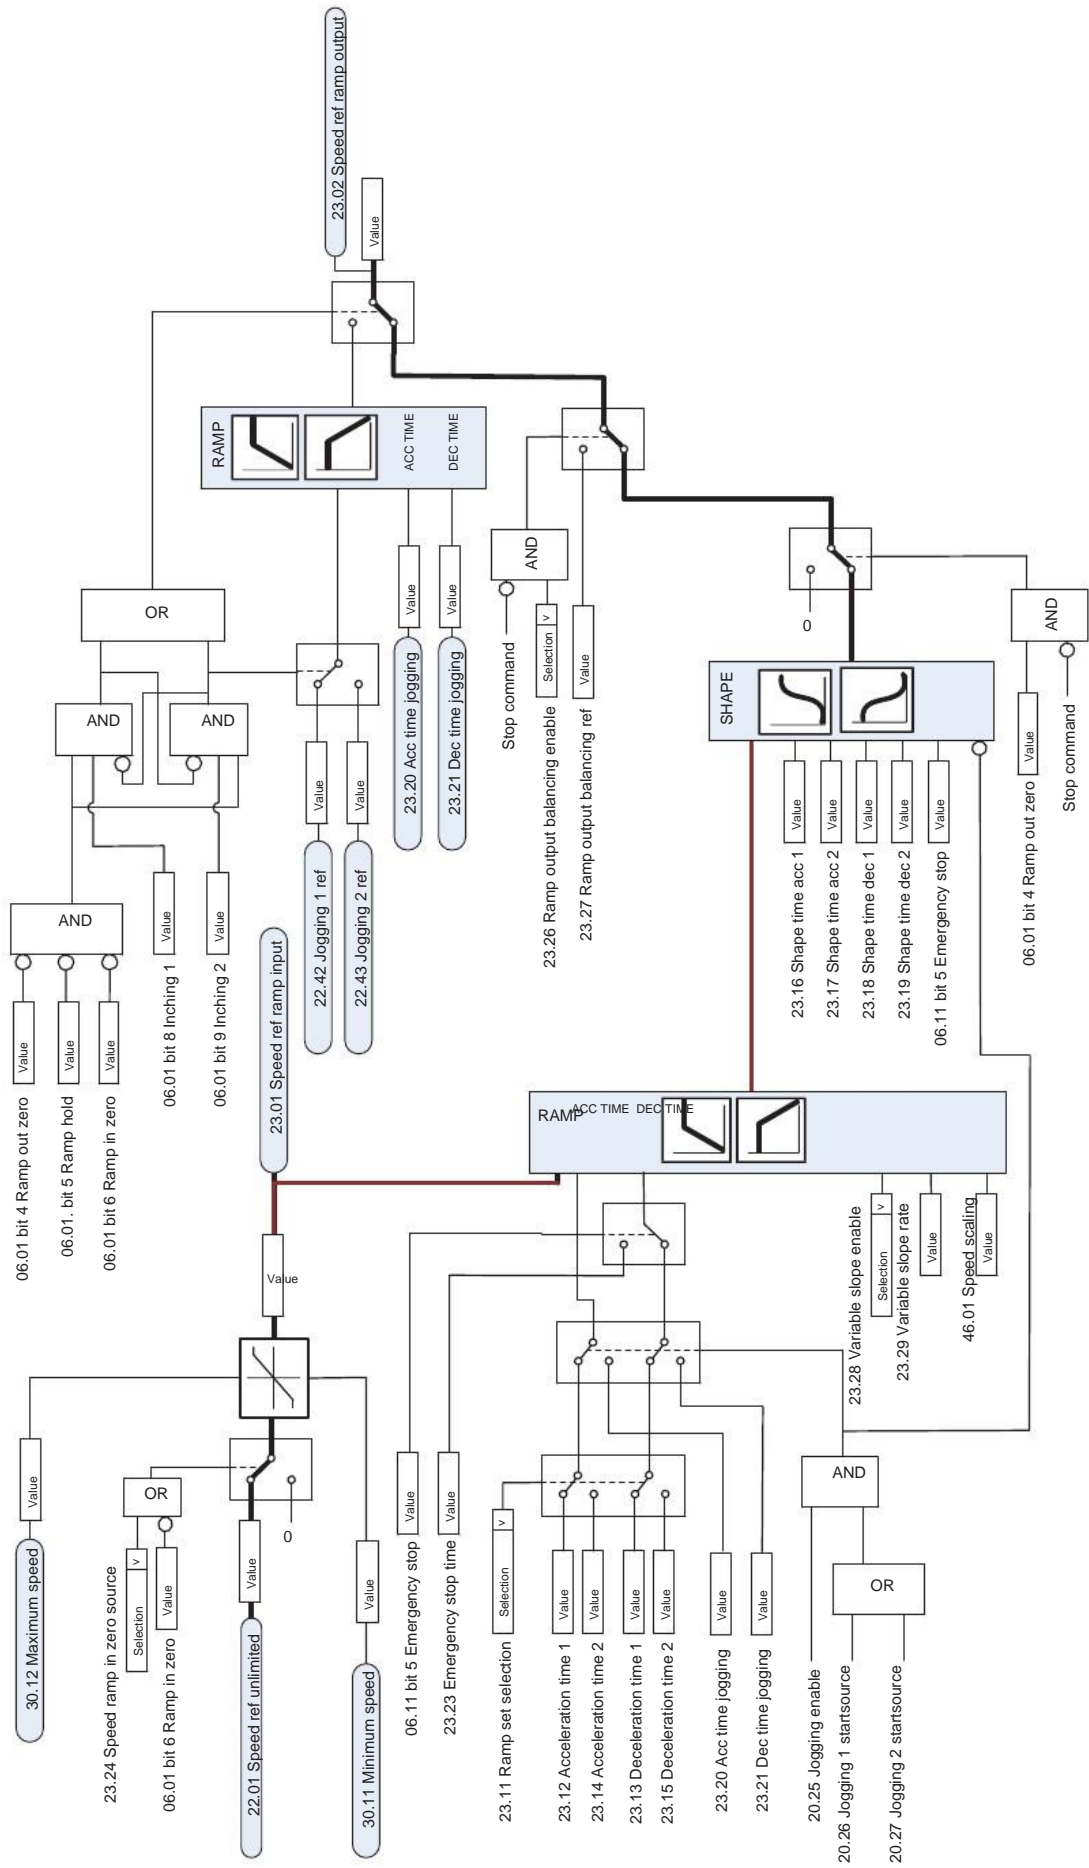 30.12 Maximum speed
Value
23.24 Speed ramp in zero source
Selection
v
OR
06.01 bit 6 Ramp in zero
Value
22.01 Speed ref unlimited
Value
0
30.11 Minimum speed
Value
Value
23.01 Speed ref ramp input
06.01 bit 4 Ramp out zero
Value
06.01. bit 5 Ramp hold
Value
06.01 bit 6 Ramp in zero
Value
AND
06.01 bit 8 Inching 1
Value
06.01 bit 9 Inching 2
Value
AND
AND
OR
22.42 Jogging 1 ref
Value
22.43 Jogging 2 ref
Value
23.20 Acc time jogging
Value
23.21 Dec time jogging
Value
RAMP
ACC TIME
DEC TIME
23.02 Speed ref ramp output
Value
06.11 bit 5 Emergency stop
Value
23.23 Emergency stop time
Value
23.11 Ramp set selection
Selection
v
23.12 Acceleration time 1
Value
23.14 Acceleration time 2
Value
23.13 Deceleration time 1
Value
23.15 Deceleration time 2
Value
23.20 Acc time jogging
Value
23.21 Dec time jogging
Value
20.25 Jogging enable
20.26 Jogging 1 startsource
20.27 Jogging 2 startsource
OR
AND
RAMP
ACC TIME
DEC TIME
23.28 Variable slope enable
Selection
v
23.29 Variable slope rate
Value
46.01 Speed scaling
Value
Stop command
AND
23.26 Ramp output balancing enable
Selection
v
23.27 Ramp output balancing ref
Value
SHAPE
23.16 Shape time acc 1
Value
23.17 Shape time acc 2
Value
23.18 Shape time dec 1
Value
23.19 Shape time dec 2
Value
06.11 bit 5 Emergency stop
Value
0
06.01 bit 4 Ramp out zero
Value
AND
Stop command